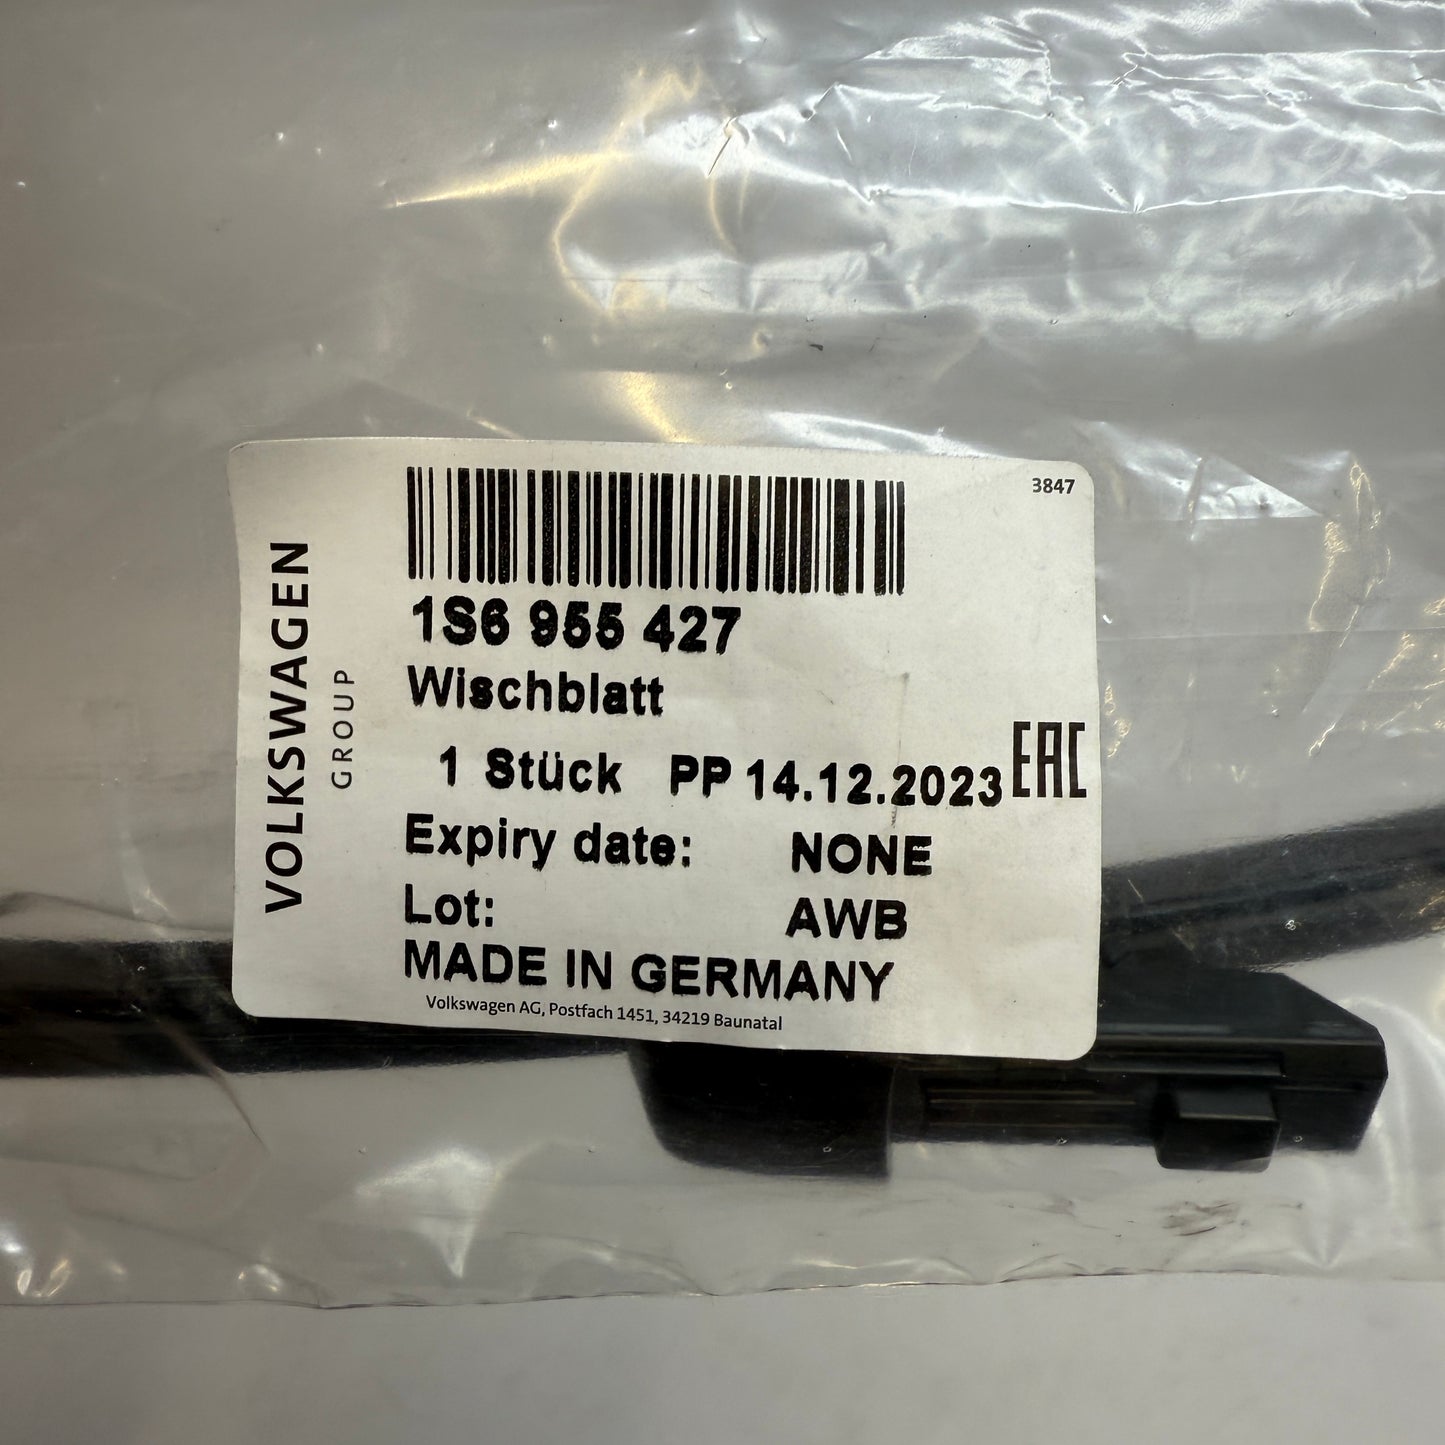 VOLKSWAGEN
GROUP
3847
1S6 955 427
Wischblatt
1 Stück PP 14.12.2023 EAC
Expiry date: NONE
Lot: AWB
MADE IN GERMANY
Volkswagen AG, Postfach 1451, 34219 Baunatal